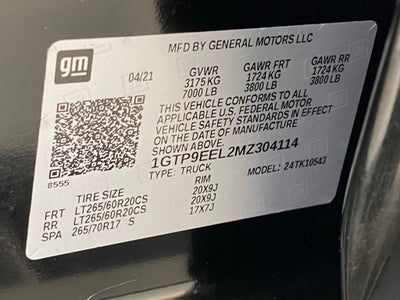 gm
MFD BY GENERAL MOTORS LLC
04/21 GVWR GAWR FRT GAWR RR
3175 KG 1724 KG 1724 KG
7000 LB 3800 LB 3800 LB
THIS VEHICLE CONFORMS TO ALL
APPLICABLE U.S. FEDERAL MOTOR
VEHICLE SAFETY STANDARDS IN EFFECT
ON THE DATE OF MANUFACTURE
1GTP9EEL2MZ304114
8555 TYPE: TRUCK MODEL: 24TK10543
TIRE SIZE RIM
FRT LT265/60R20CS 20X9J
RR LT265/60R20CS 20X9J
SPA 265/70R17 S 17X7J